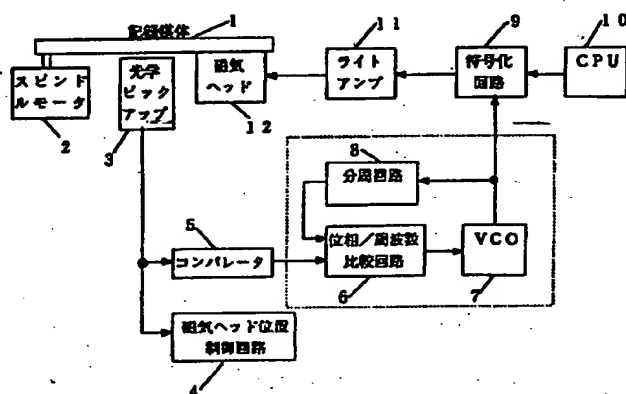 記録媒体
1
スピンド
ルモータ
2
光学
ピック
アップ
3
磁気
ヘッド
12
11
ライト
アンプ
9
符号化
回路
10
CPU
8
分周回路
5
コンパレータ
位相/周波数
比較回路
6
VCO
7
磁気ヘッド位置
制御回路
4